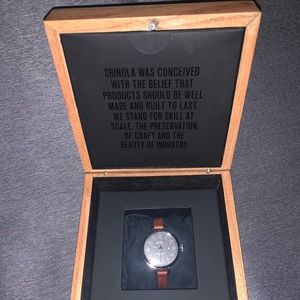 SHINOLA WAS CONCEIVED
WITH THE BELIEF THAT
PRODUCTS SHOULD BE WELL
MADE AND BUILT TO LAST.
WE STAND FOR SKILL AT
SCALE, THE PRESERVATION
OF CRAFT AND THE
BEAUTY OF INDUSTRY.